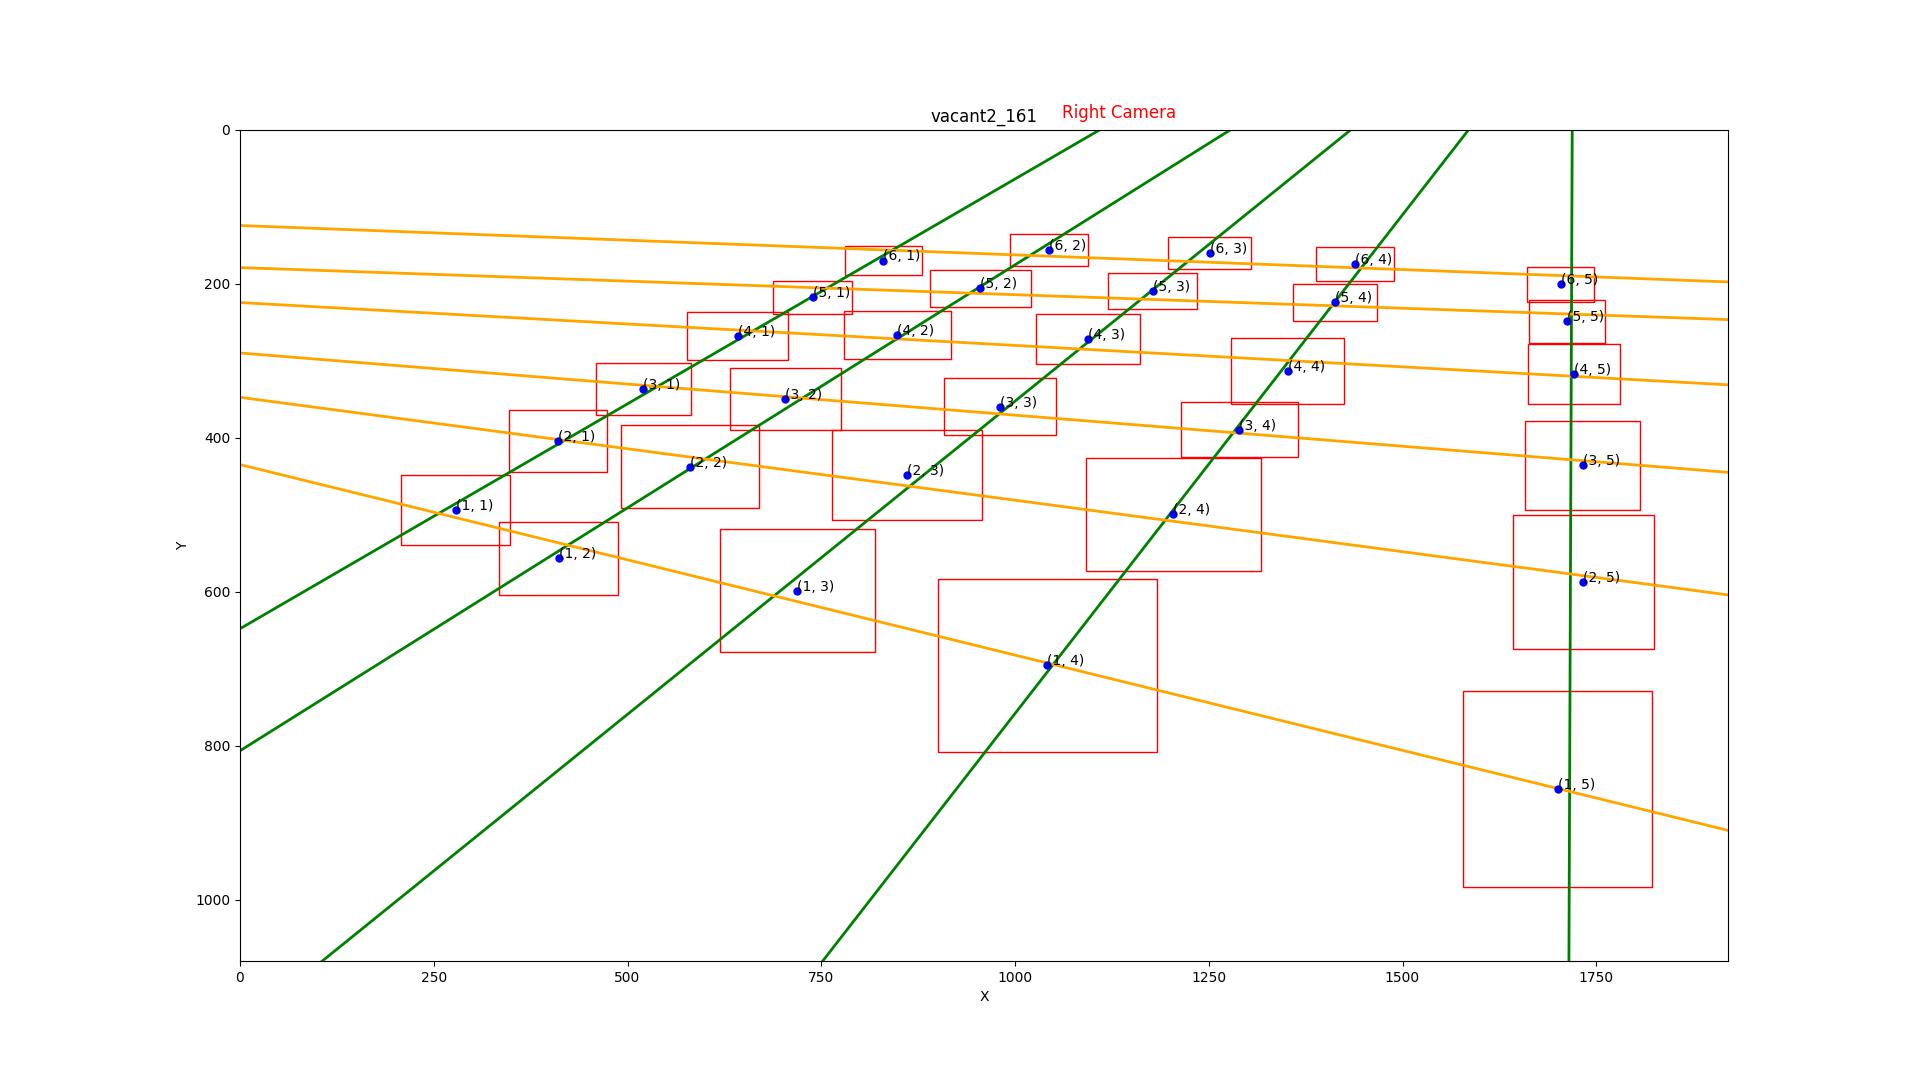 vacant2_161 Right Camera
0
(6, 1) (6, 2) (6, 3) (6, 4) (6, 5)
200
(5, 1) (5, 2) (5, 3) (5, 4) (5, 5)
(4, 1) (4, 2) (4, 3) (4, 4) (4, 5)
(3, 1) (3, 2) (3, 3) (3, 4) (3, 5)
400
(2, 1) (2, 2) (2, 3) (2, 4) (2, 5)
(1, 1) (1, 2) (1, 3) (1, 4) (1, 5)
Y
600
800
1000
0 250 500 750 1000 1250 1500 1750
X